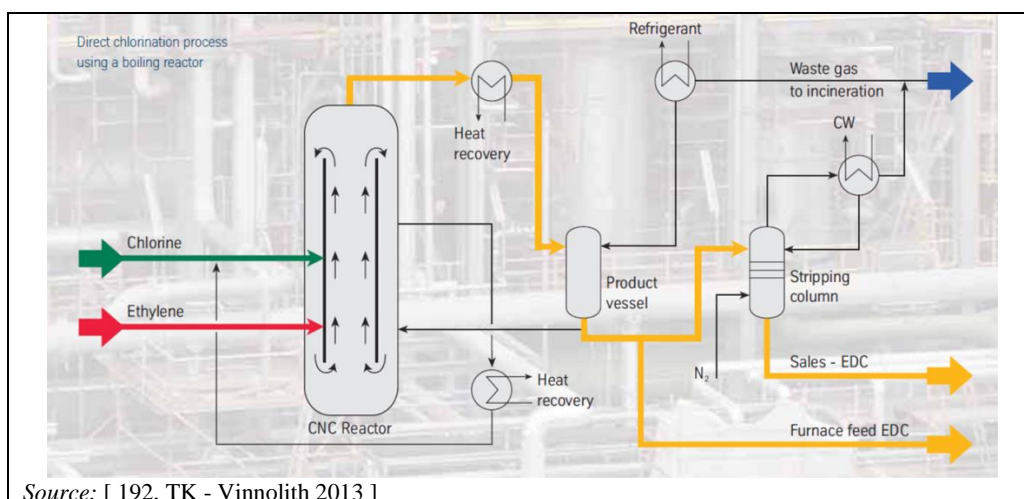 Direct chlorination process
using a boiling reactor
Refrigerant
Waste gas
to incineration
Heat
recovery
CW
Chlorine
Product
vessel
Stripping
column
Ethylene
N2
Sales - EDC
Heat
recovery
CNC Reactor
Furnace feed EDC
Source: [ 192, TK - Vinnolith 2013 ]